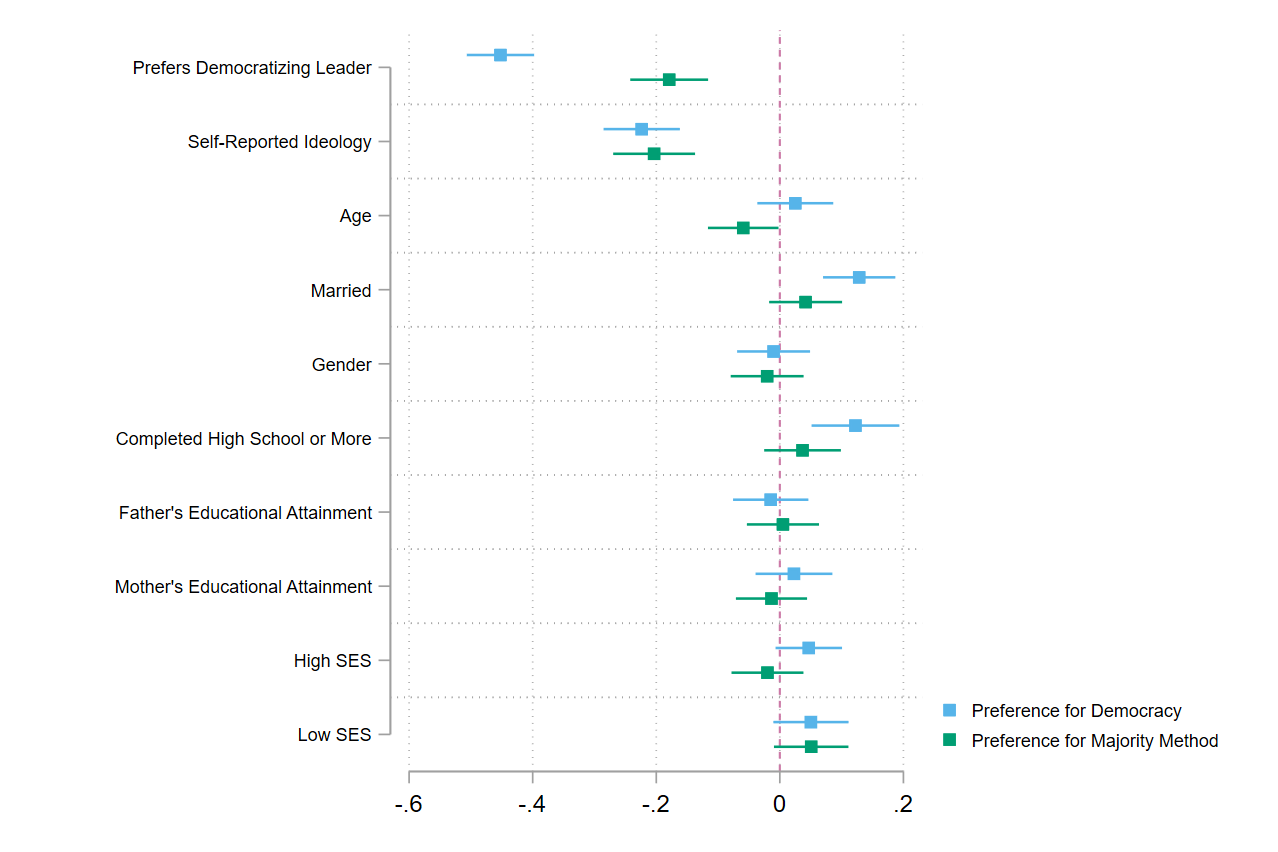 Prefers Democratizing Leader
Self-Reported Ideology
Age
Married
Gender
Completed High School or More
Father's Educational Attainment
Mother's Educational Attainment
High SES
Low SES
Preference for Democracy
Preference for Majority Method
-.6 -.4 -.2 0 .2